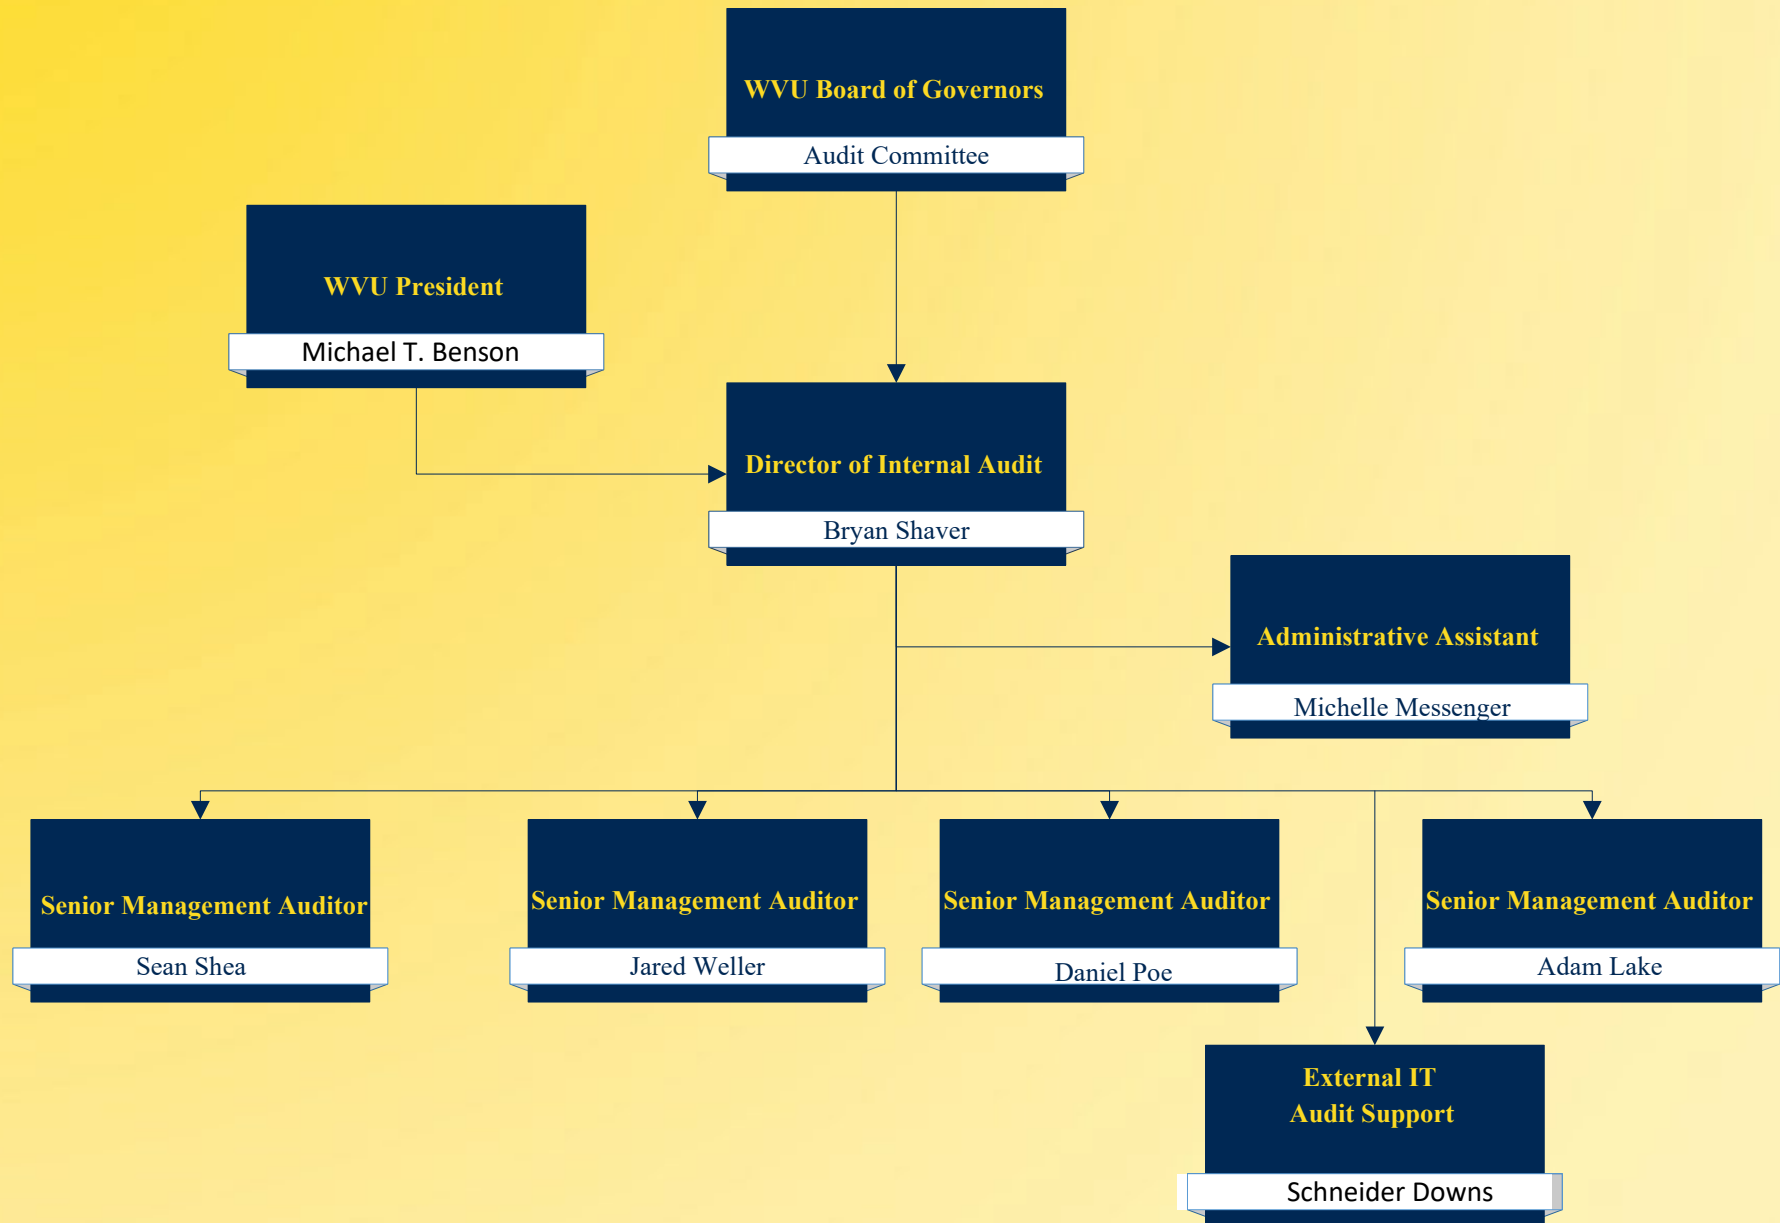 WVU Board of Governors
Audit Committee
WVU President
Michael T. Benson
Director of Internal Audit
Bryan Shaver
Administrative Assistant
Michelle Messenger
Senior Management Auditor
Sean Shea
Senior Management Auditor
Jared Weller
Senior Management Auditor
Daniel Poe
Senior Management Auditor
Adam Lake
External IT
Audit Support
Schneider Downs